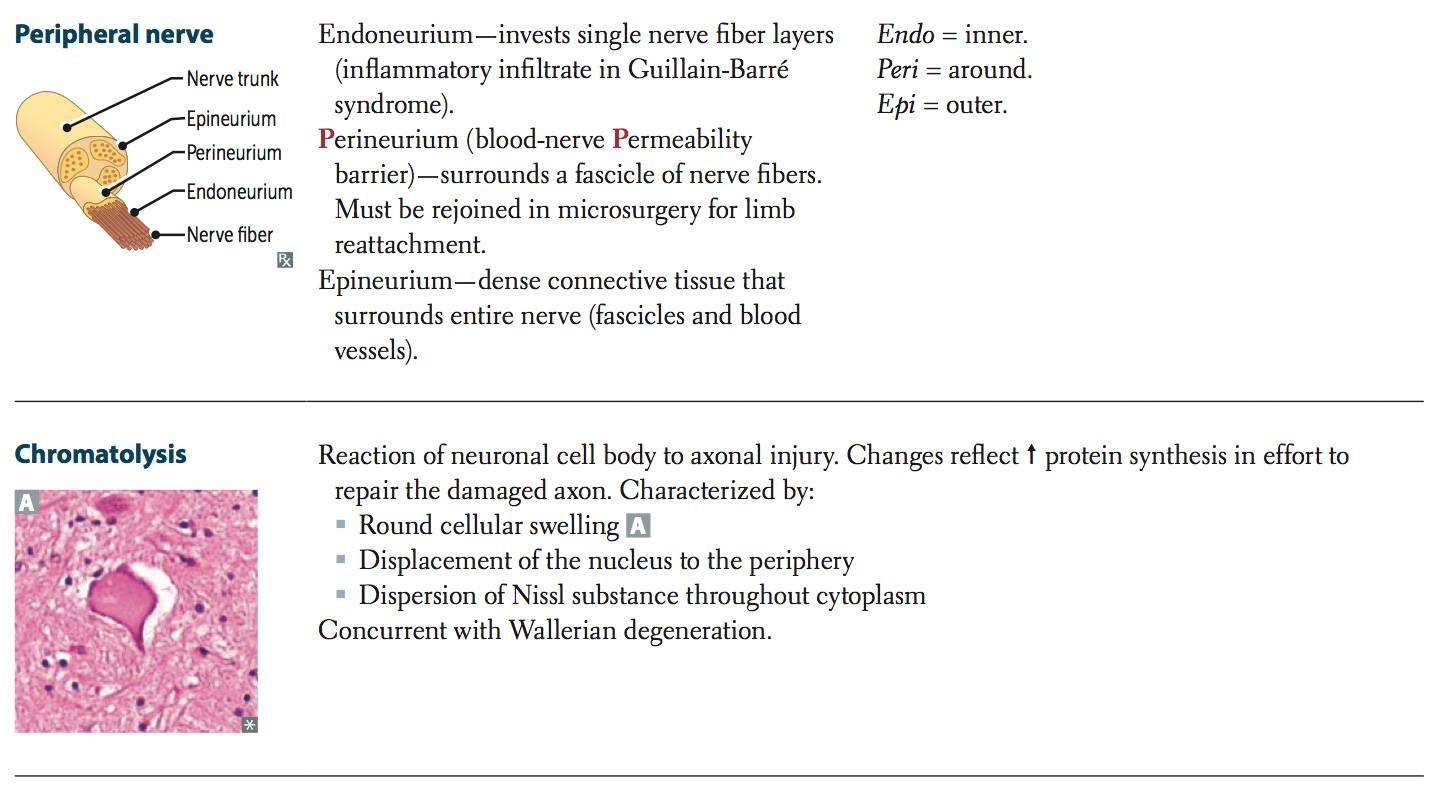 Peripheral nerve
Nerve trunk
Epineurium
Perineurium
Endoneurium
Nerve fiber
Rx
Endoneurium—invests single nerve fiber layers
(inflammatory infiltrate in Guillain-Barré
syndrome).
Perineurium (blood-nerve Permeability
barrier)—surrounds a fascicle of nerve fibers.
Must be rejoined in microsurgery for limb
reattachment.
Epineurium—dense connective tissue that
surrounds entire nerve (fascicles and blood
vessels).
Endo = inner.
Peri = around.
Epi = outer.
Chromatolysis
A
*
Reaction of neuronal cell body to axonal injury. Changes reflect ↑ protein synthesis in effort to
repair the damaged axon. Characterized by:
▪ Round cellular swelling A
▪ Displacement of the nucleus to the periphery
▪ Dispersion of Nissl substance throughout cytoplasm
Concurrent with Wallerian degeneration.